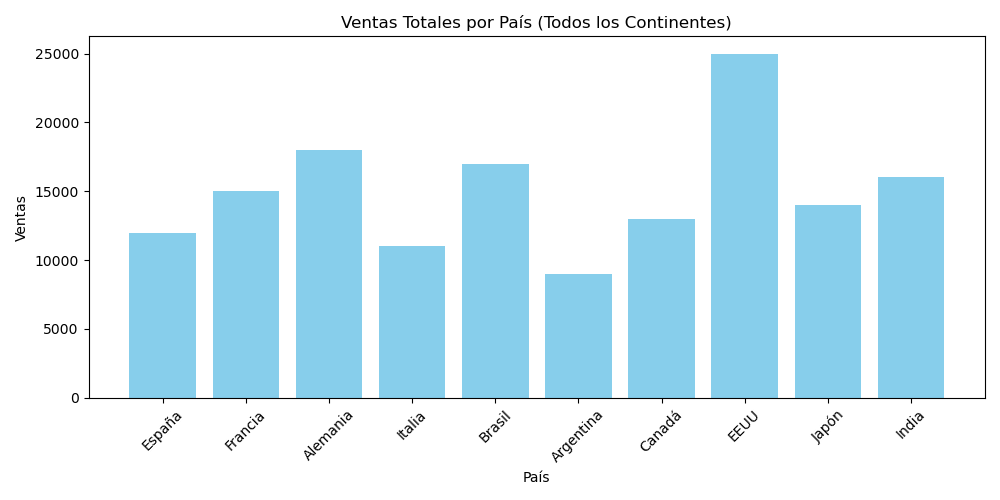 Ventas Totales por País (Todos los Continentes)
Ventas
25000
20000
15000
10000
5000
0
España
Francia
Alemania
Italia
Brasil
Argentina
Canadá
EEUU
Japón
India
País